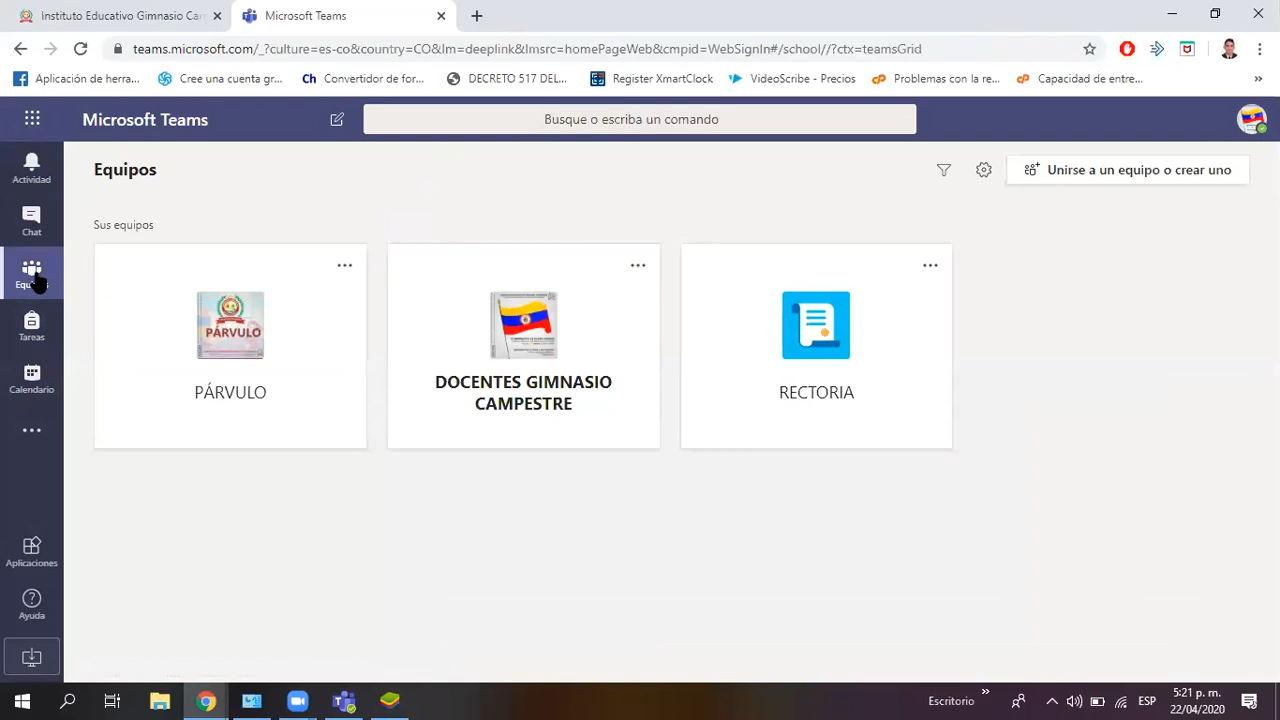 Instituto Educativo Gimnasio Cam
Microsoft Teams
teams.microsoft.com/_?culture=es-co&country=CO&lm=deeplink&lmsrc=homePageWeb&cmpid=WebSignIn#/school//?ctx=teamsGrid
Aplicación de herra...
Cree una cuenta gr...
Ch Convertidor de for...
DECRETO 517 DEL...
Register XmartClock
VideoScribe - Precios
Problemas con la re...
Capacidad de entre...
»
Microsoft Teams
Busque o escriba un comando
Actividad
Chat
Equipos
Tareas
Calendario
Aplicaciones
Ayuda
Equipos
Unirse a un equipo o crear uno
Sus equipos
PÁRVULO
PÁRVULO
DOCENTES GIMNASIO
CAMPESTRE
RECTORIA
Escritorio
»
ESP
5:21 p. m.
22/04/2020